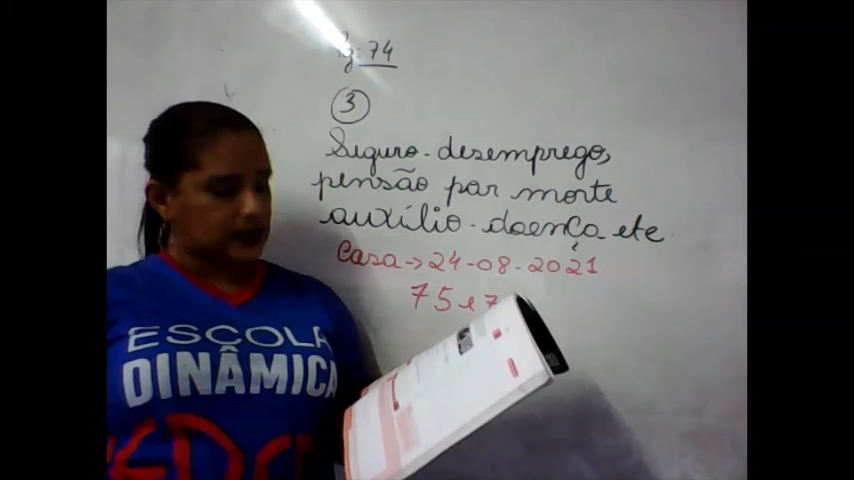 Pg: 74
3
Seguro-desemprego,
pensão por morte
auxílio-doença etc
Casa → 24-08-2021
75 e 7
ESCOLA
DINÂMICA